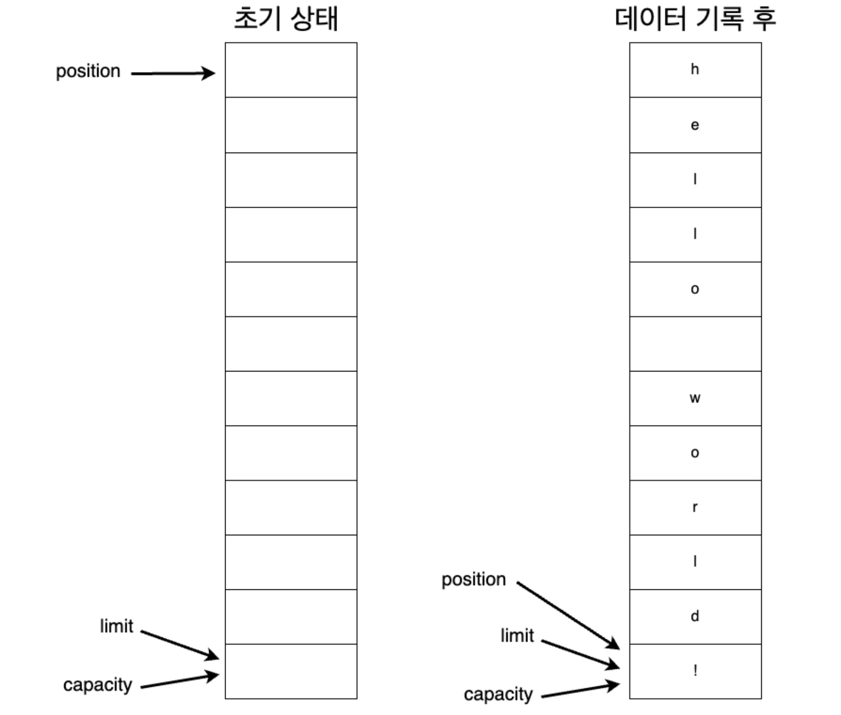 초기 상태
position
limit
capacity
데이터 기록 후
h
e
l
l
o
w
o
r
l
d
!
position
limit
capacity